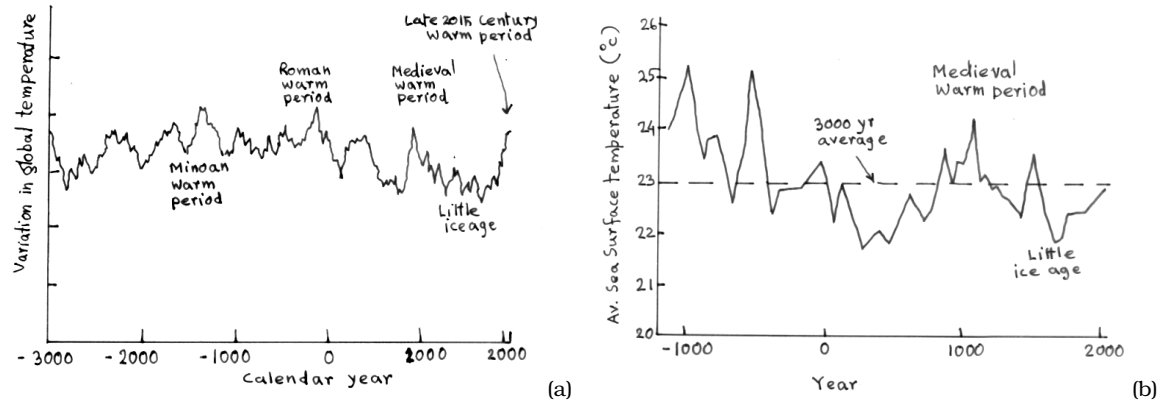 Variation in global temperature
Late 20th Century
warm period
Roman
warm
period
Medieval
warm
period
Minoan
warm
period
Little
ice age
-3000 -2000 -1000 0 1000 2000
Calendar year
(a)
Av. Sea Surface temperature (°c)
26
25
24
23
22
21
20
Medieval
warm period
3000 yr
average
Little
ice age
-1000 0 1000 2000
Year
(b)